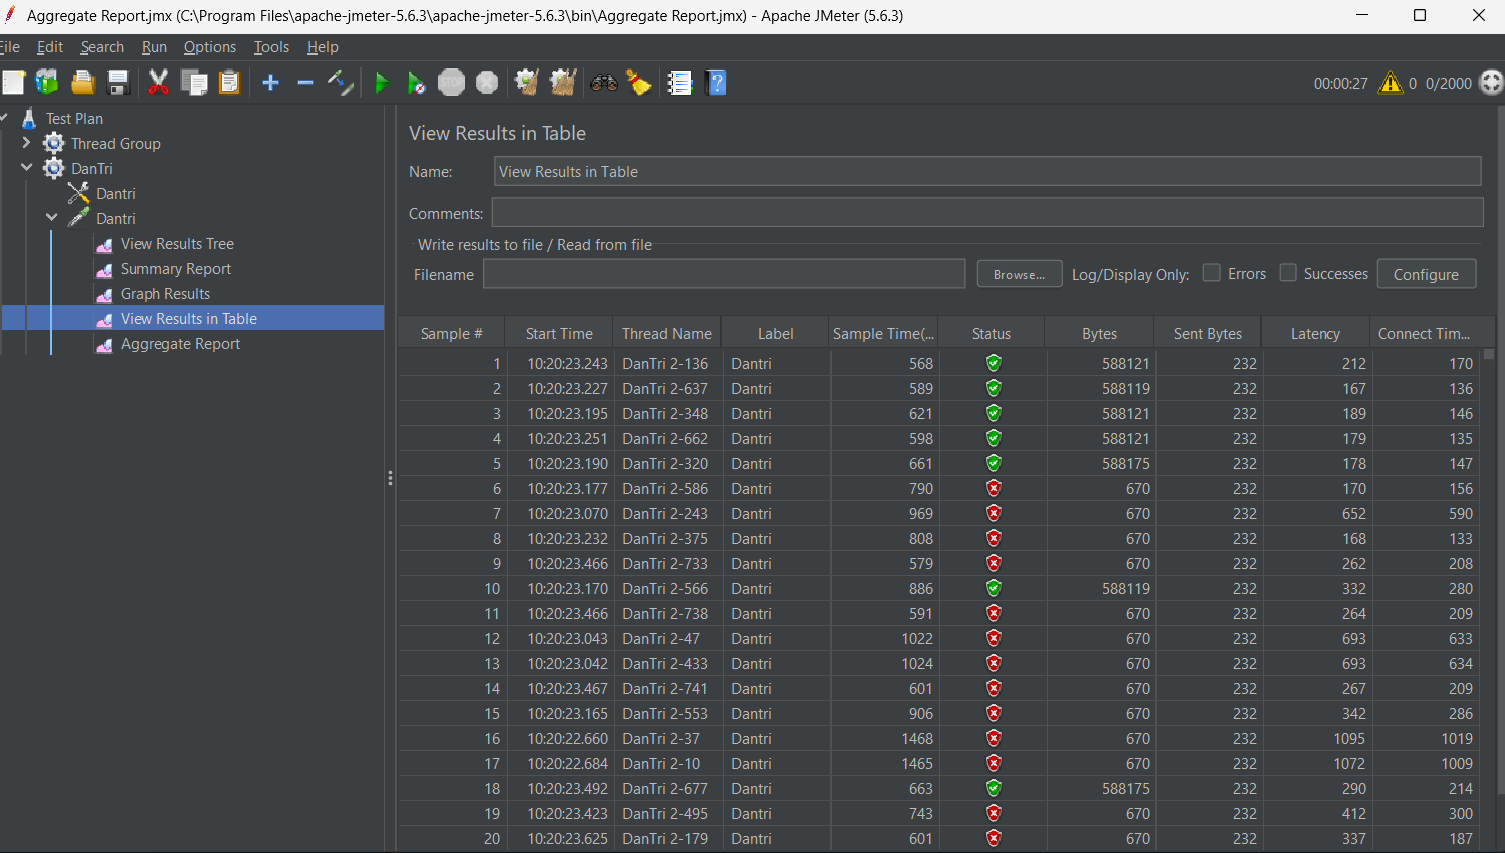 Aggregate Report.jmx (C:\Program Files\apache-jmeter-5.6.3\apache-jmeter-5.6.3\bin\Aggregate Report.jmx) - Apache JMeter (5.6.3)
File Edit Search Run Options Tools Help
STOP 00:00:27 0 0/2000
Test Plan
Thread Group
DanTri
Dantri
Dantri
View Results Tree
Summary Report
Graph Results
View Results in Table
Aggregate Report
View Results in Table
Name: View Results in Table
Comments:
Write results to file / Read from file
Filename Browse... Log/Display Only: Errors Successes Configure
Sample # Start Time Thread Name Label Sample Time(... Status Bytes Sent Bytes Latency Connect Tim...
1 10:20:23.243 DanTri 2-136 Dantri 568 588121 232 212 170
2 10:20:23.227 DanTri 2-637 Dantri 589 588119 232 167 136
3 10:20:23.195 DanTri 2-348 Dantri 621 588121 232 189 146
4 10:20:23.251 DanTri 2-662 Dantri 598 588121 232 179 135
5 10:20:23.190 DanTri 2-320 Dantri 661 588175 232 178 147
6 10:20:23.177 DanTri 2-586 Dantri 790 670 232 170 156
7 10:20:23.070 DanTri 2-243 Dantri 969 670 232 652 590
8 10:20:23.232 DanTri 2-375 Dantri 808 670 232 168 133
9 10:20:23.466 DanTri 2-733 Dantri 579 670 232 262 208
10 10:20:23.170 DanTri 2-566 Dantri 886 588119 232 332 280
11 10:20:23.466 DanTri 2-738 Dantri 591 670 232 264 209
12 10:20:23.043 DanTri 2-47 Dantri 1022 670 232 693 633
13 10:20:23.042 DanTri 2-433 Dantri 1024 670 232 693 634
14 10:20:23.467 DanTri 2-741 Dantri 601 670 232 267 209
15 10:20:23.165 DanTri 2-553 Dantri 906 670 232 342 286
16 10:20:22.660 DanTri 2-37 Dantri 1468 670 232 1095 1019
17 10:20:22.684 DanTri 2-10 Dantri 1465 670 232 1072 1009
18 10:20:23.492 DanTri 2-677 Dantri 663 588175 232 290 214
19 10:20:23.423 DanTri 2-495 Dantri 743 670 232 412 300
20 10:20:23.625 DanTri 2-179 Dantri 601 670 232 337 187